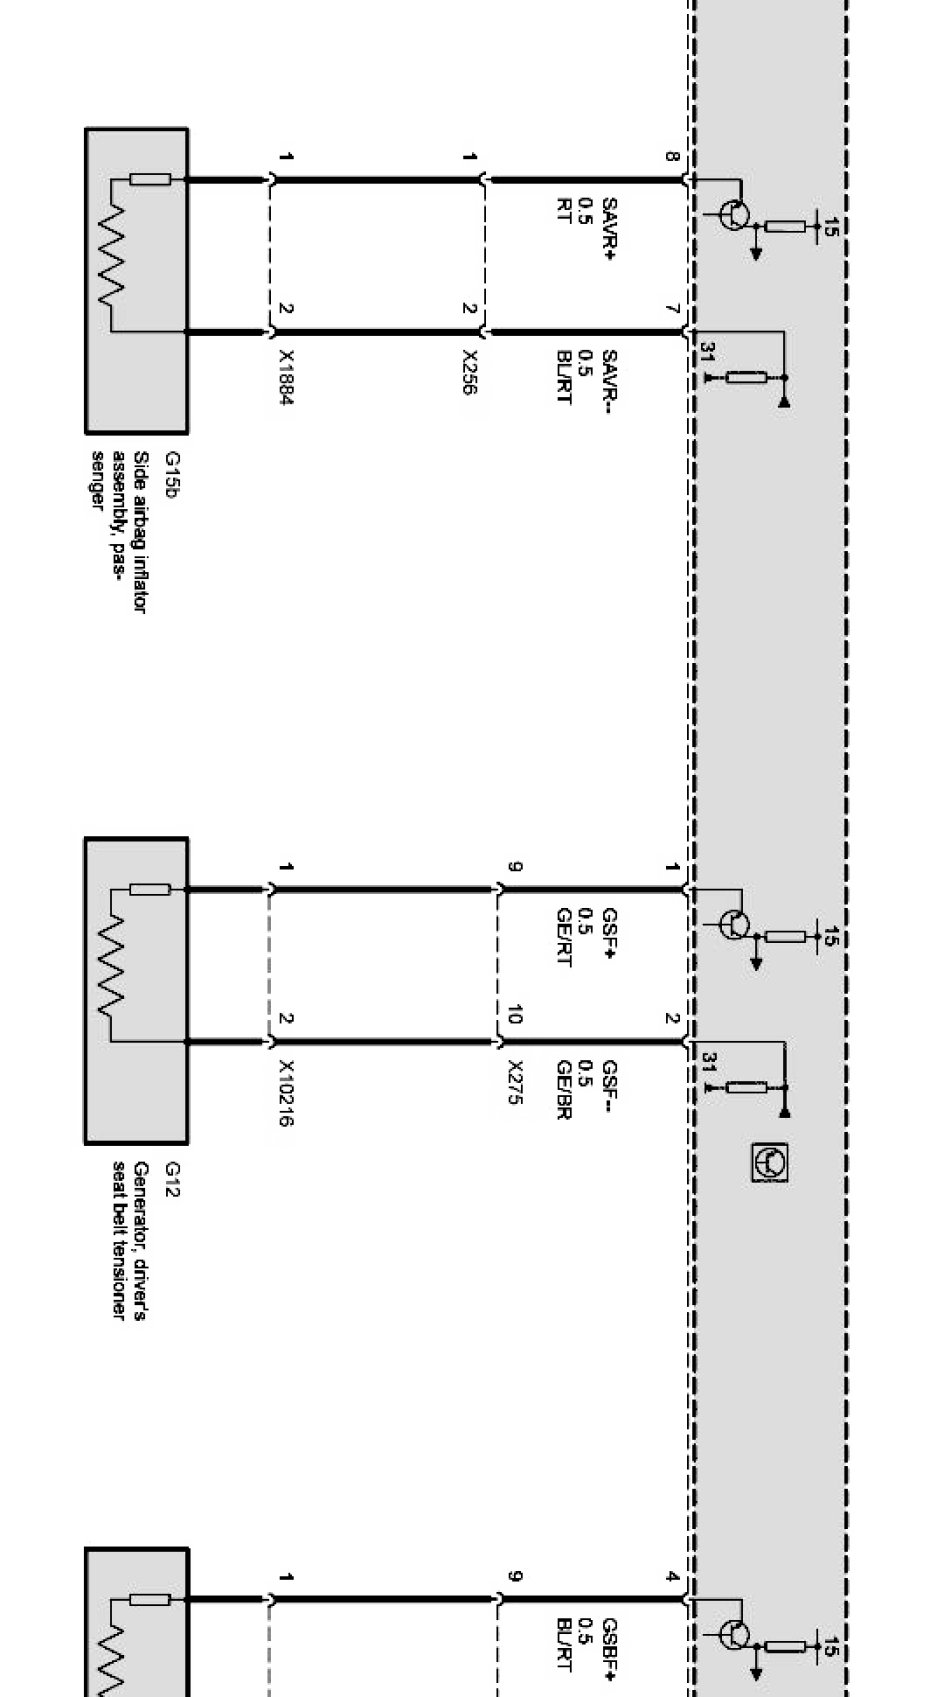 15
31
8
7
SAVR+
0.5
RT
SAVR--
0.5
BL/RT
1
2
X256
1
2
X1884
G15b
Side airbag inflator
assembly, pas-
senger
15
31
1
2
GSF+
0.5
GE/RT
GSF--
0.5
GE/BR
9
10
X275
1
2
X10216
G12
Generator, driver's
seat belt tensioner
15
4
GSBF+
0.5
BL/RT
9
1